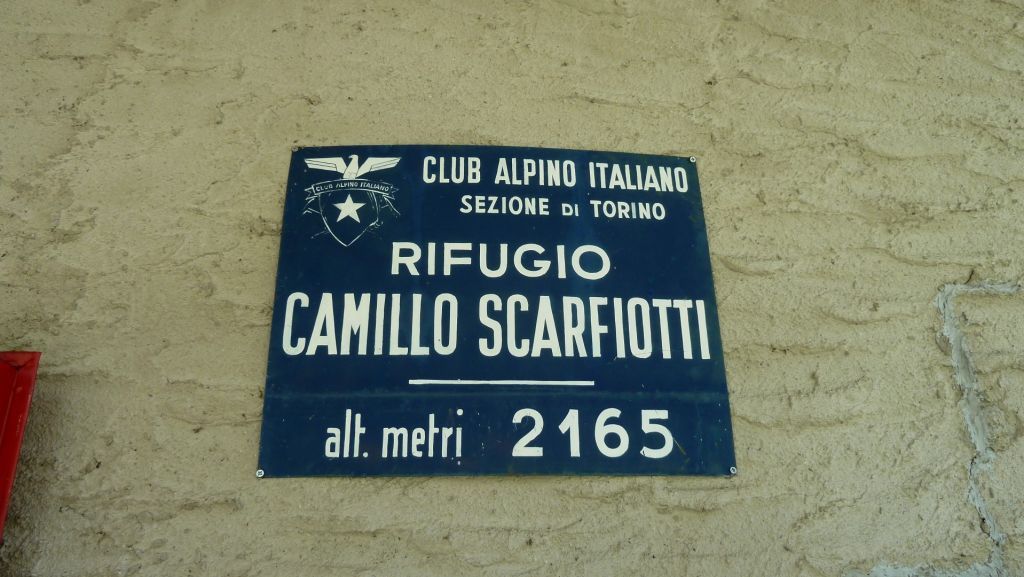 CLUB ALPINO ITALIANO
CLUB ALPINO ITALIANO
SEZIONE DI TORINO
RIFUGIO
CAMILLO SCARFIOTTI
alt. metri 2165